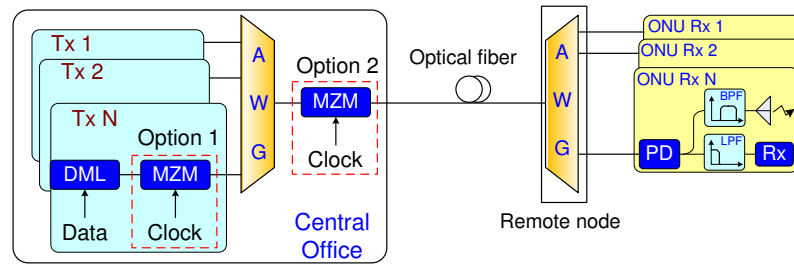 Tx 1
Tx 2
Tx N
Option 1
DML
MZM
Data
Clock
A
W
G
Option 2
MZM
Clock
Central
Office
Optical fiber
A
W
G
Remote node
ONU Rx 1
ONU Rx 2
ONU Rx N
BPF
PD
LPF
Rx